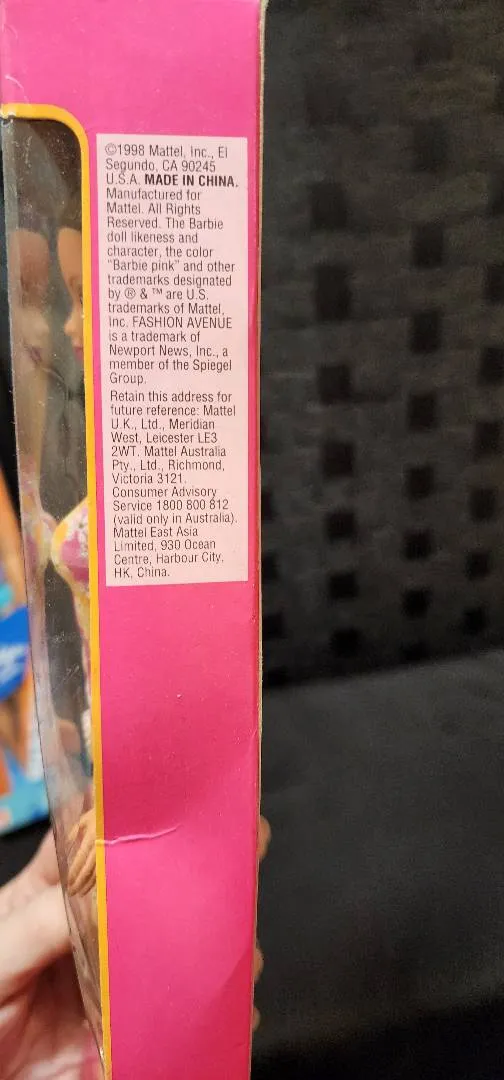 ©1998 Mattel, Inc., El
Segundo, CA 90245
U.S.A. MADE IN CHINA.
Manufactured for
Mattel. All Rights
Reserved. The Barbie
doll likeness and
character, the color
"Barbie pink" and other
trademarks designated
by ® & ™ are U.S.
trademarks of Mattel,
Inc. FASHION AVENUE
is a trademark of
Newport News, Inc., a
member of the Spiegel
Group.
Retain this address for
future reference: Mattel
U.K., Ltd., Meridian
West, Leicester LE3
2WT. Mattel Australia
Pty., Ltd., Richmond,
Victoria 3121.
Consumer Advisory
Service 1800 800 812
(valid only in Australia).
Mattel East Asia
Limited, 930 Ocean
Centre, Harbour City,
HK, China.